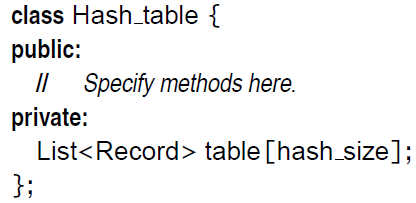 class Hash_table {
public:
// Specify methods here.
private:
List<Record> table[hash_size];
};